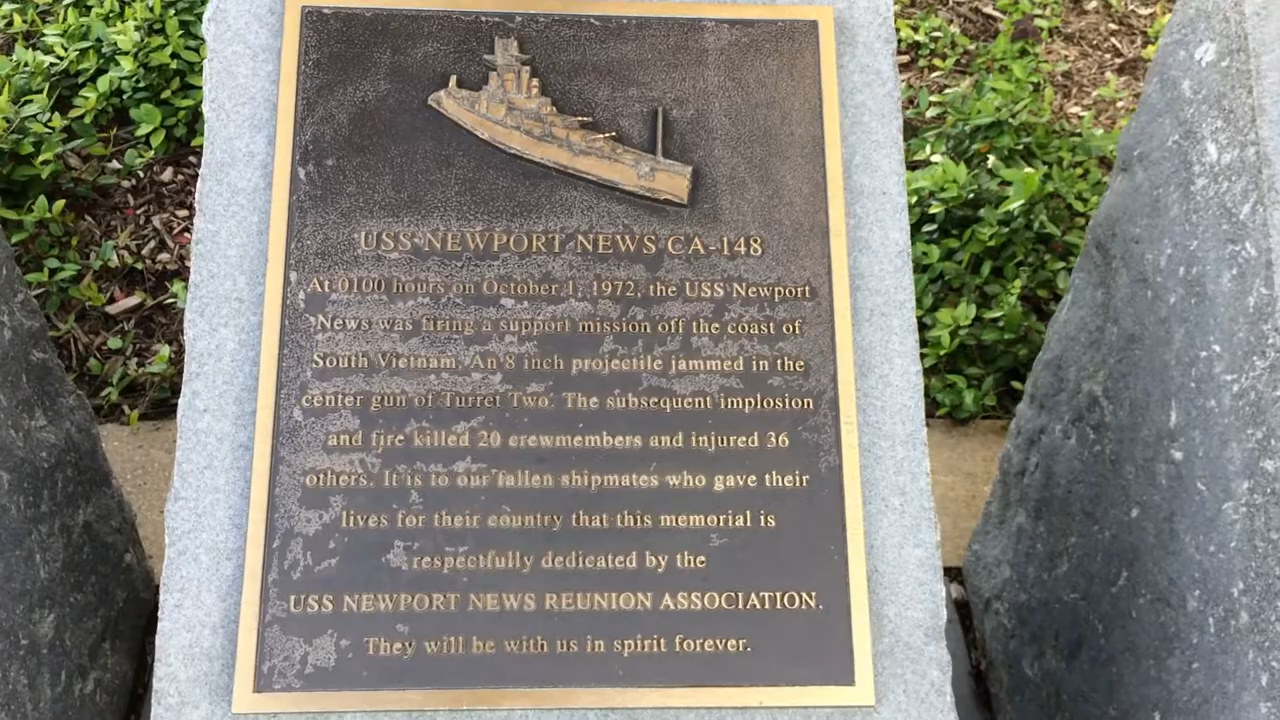 USS NEWPORT NEWS CA-148
At 0100 hours on October 1, 1972, the USS Newport
News was firing a support mission off the coast of
South Vietnam. An 8 inch projectile jammed in the
center gun of Turret Two. The subsequent implosion
and fire killed 20 crewmembers and injured 36
others. It is to our fallen shipmates who gave their
lives for their country that this memorial is
respectfully dedicated by the
USS NEWPORT NEWS REUNION ASSOCIATION.
They will be with us in spirit forever.